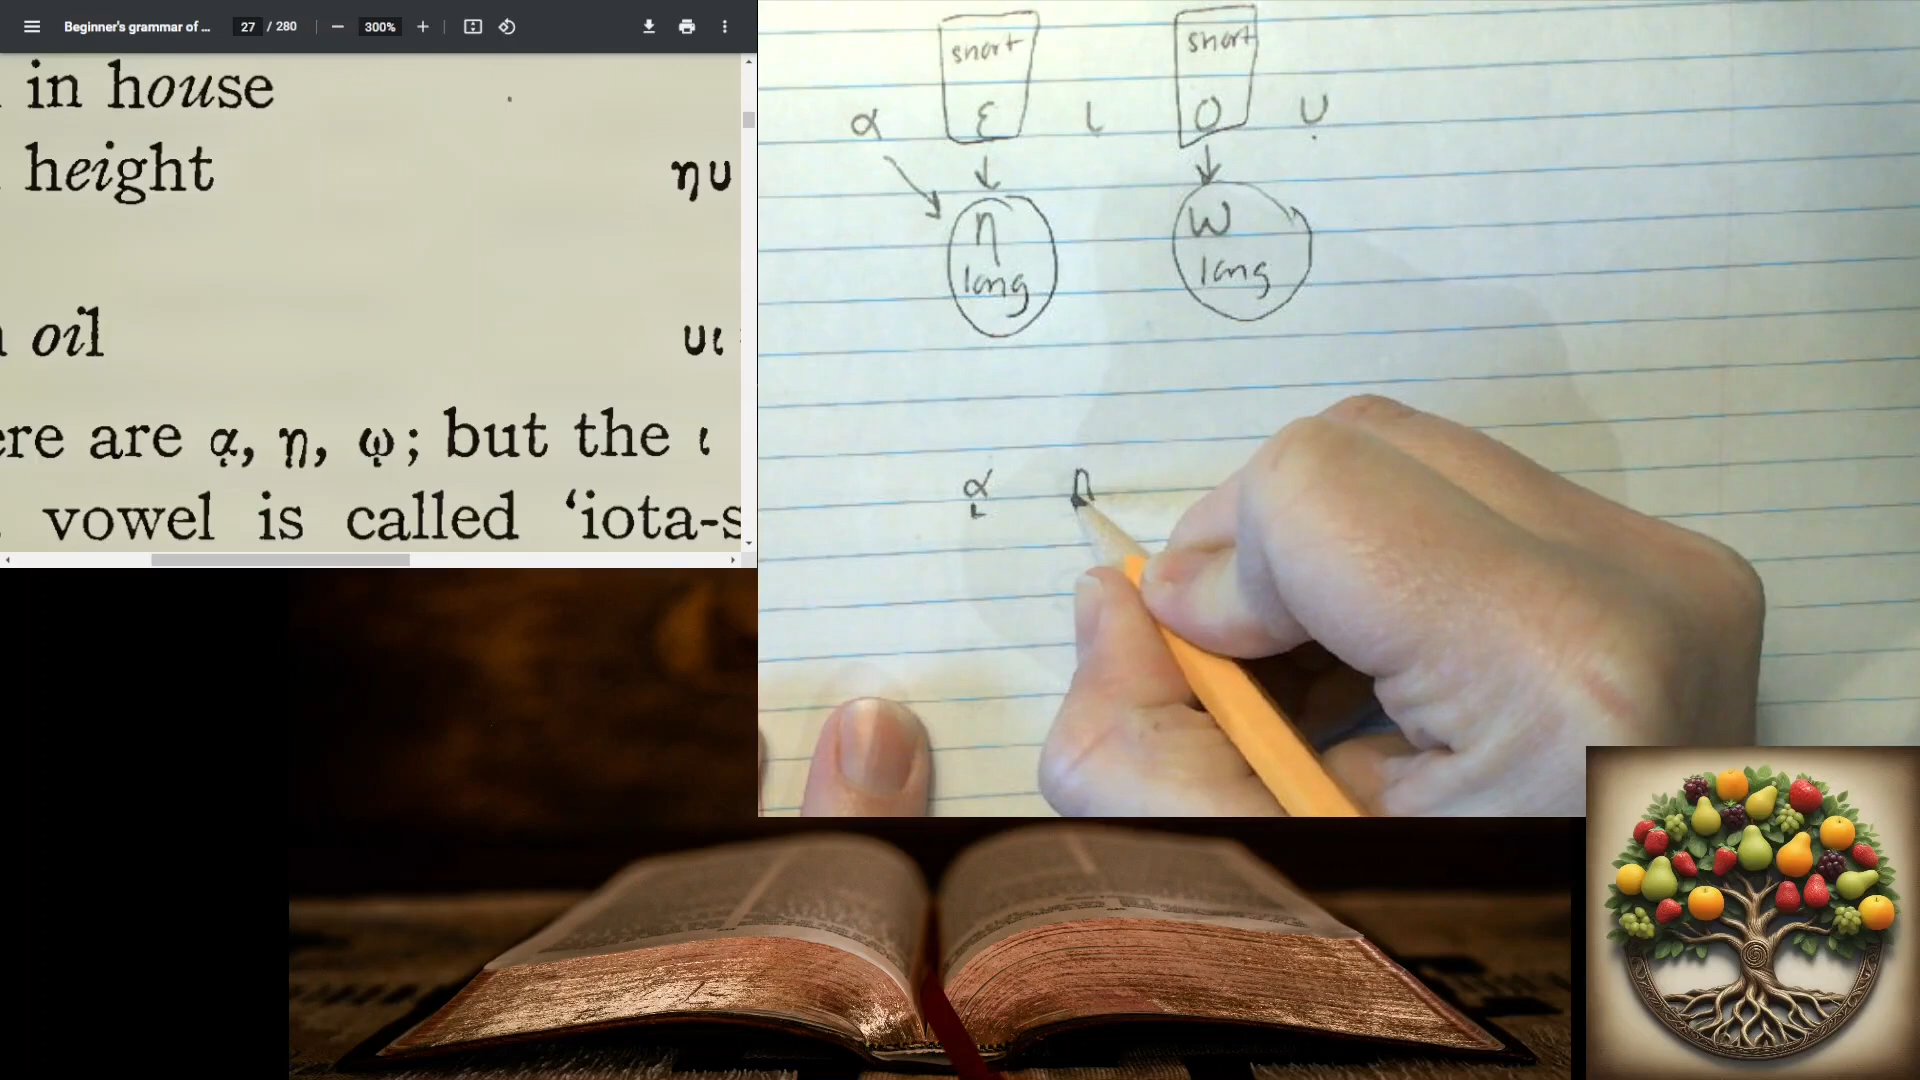 Beginner's grammar of ... 27 / 280 300%
in house
height ηυ
oil υι
ere are ᾳ, ῃ, ῳ; but the ι
vowel is called ‘iota-s
short short
α ε ι ο υ
η ω
long long
ᾳ η